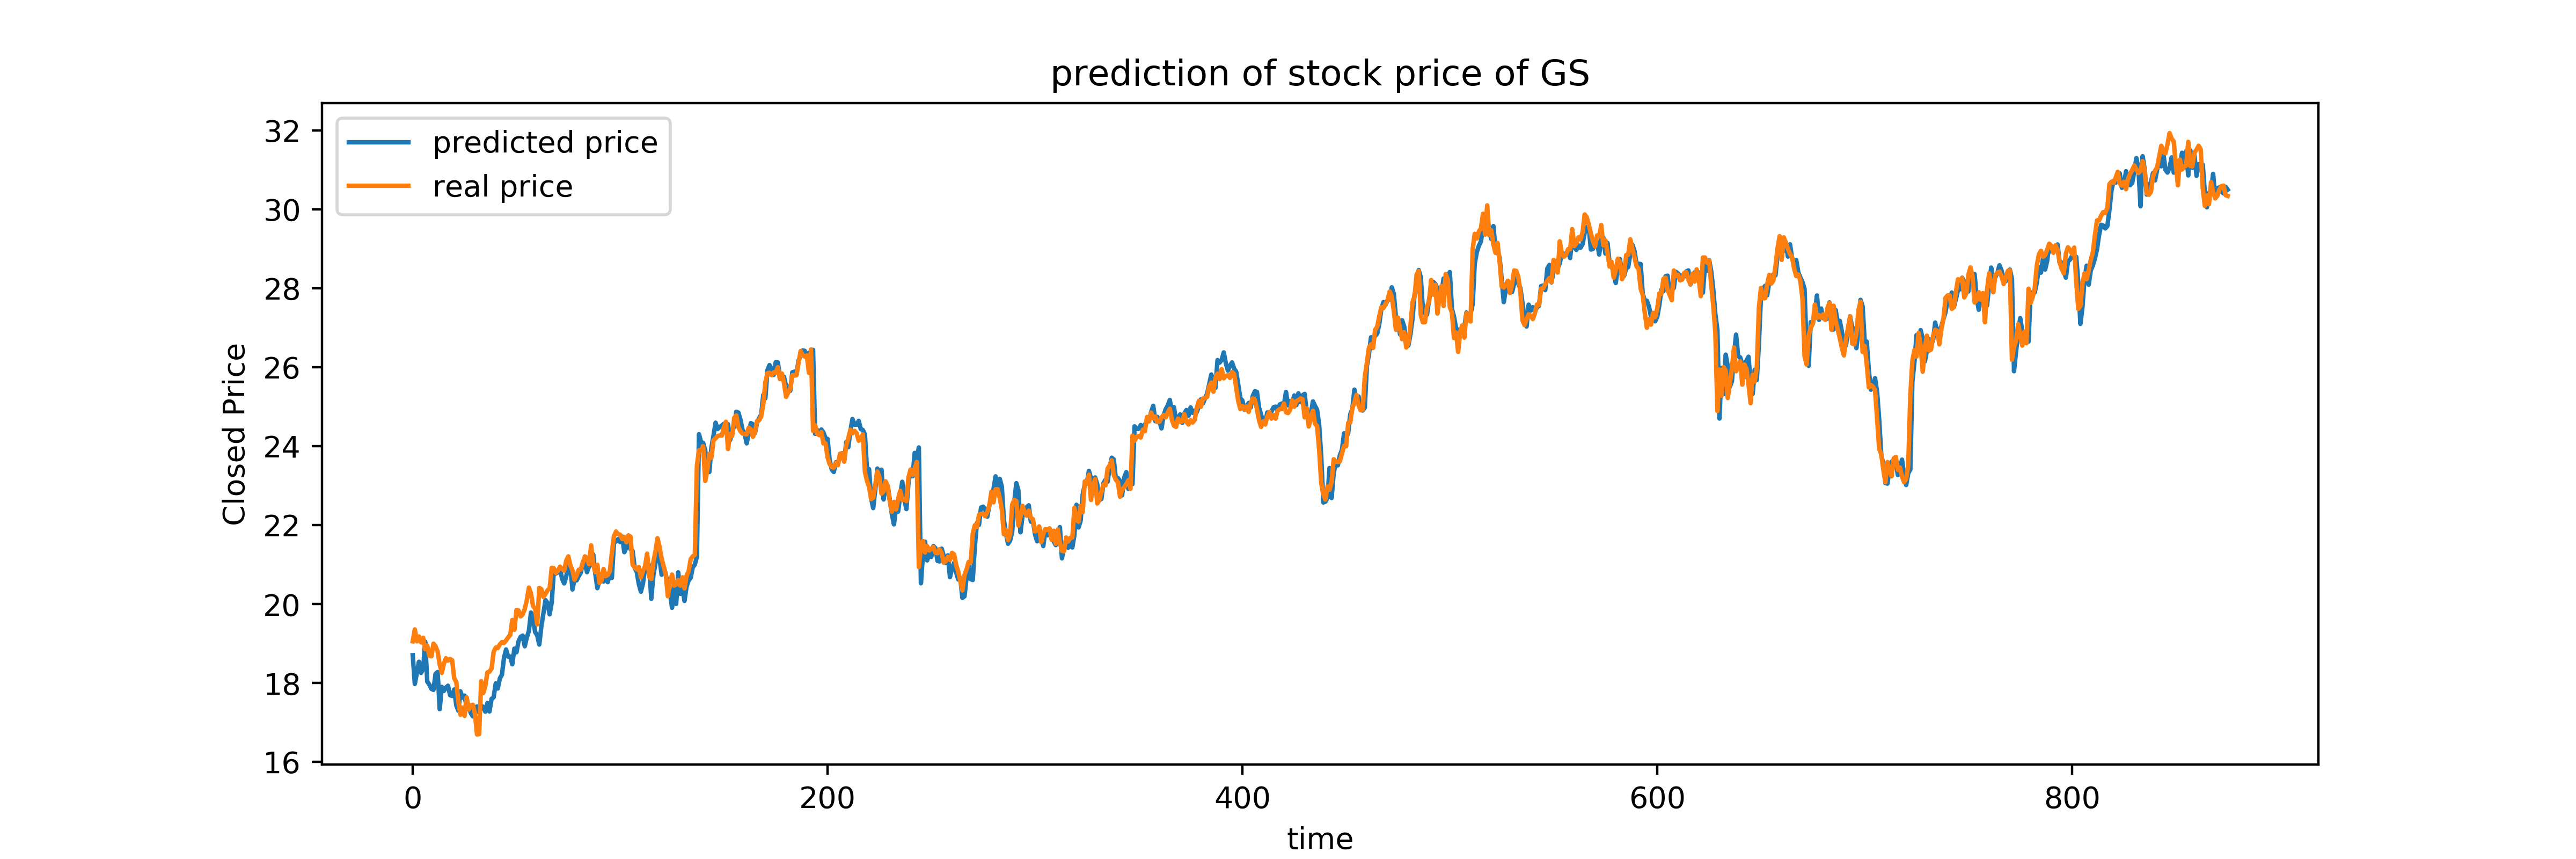 prediction of stock price of GS
predicted price
real price
Closed Price
32
30
28
26
24
22
20
18
16
0 200 400 600 800
time